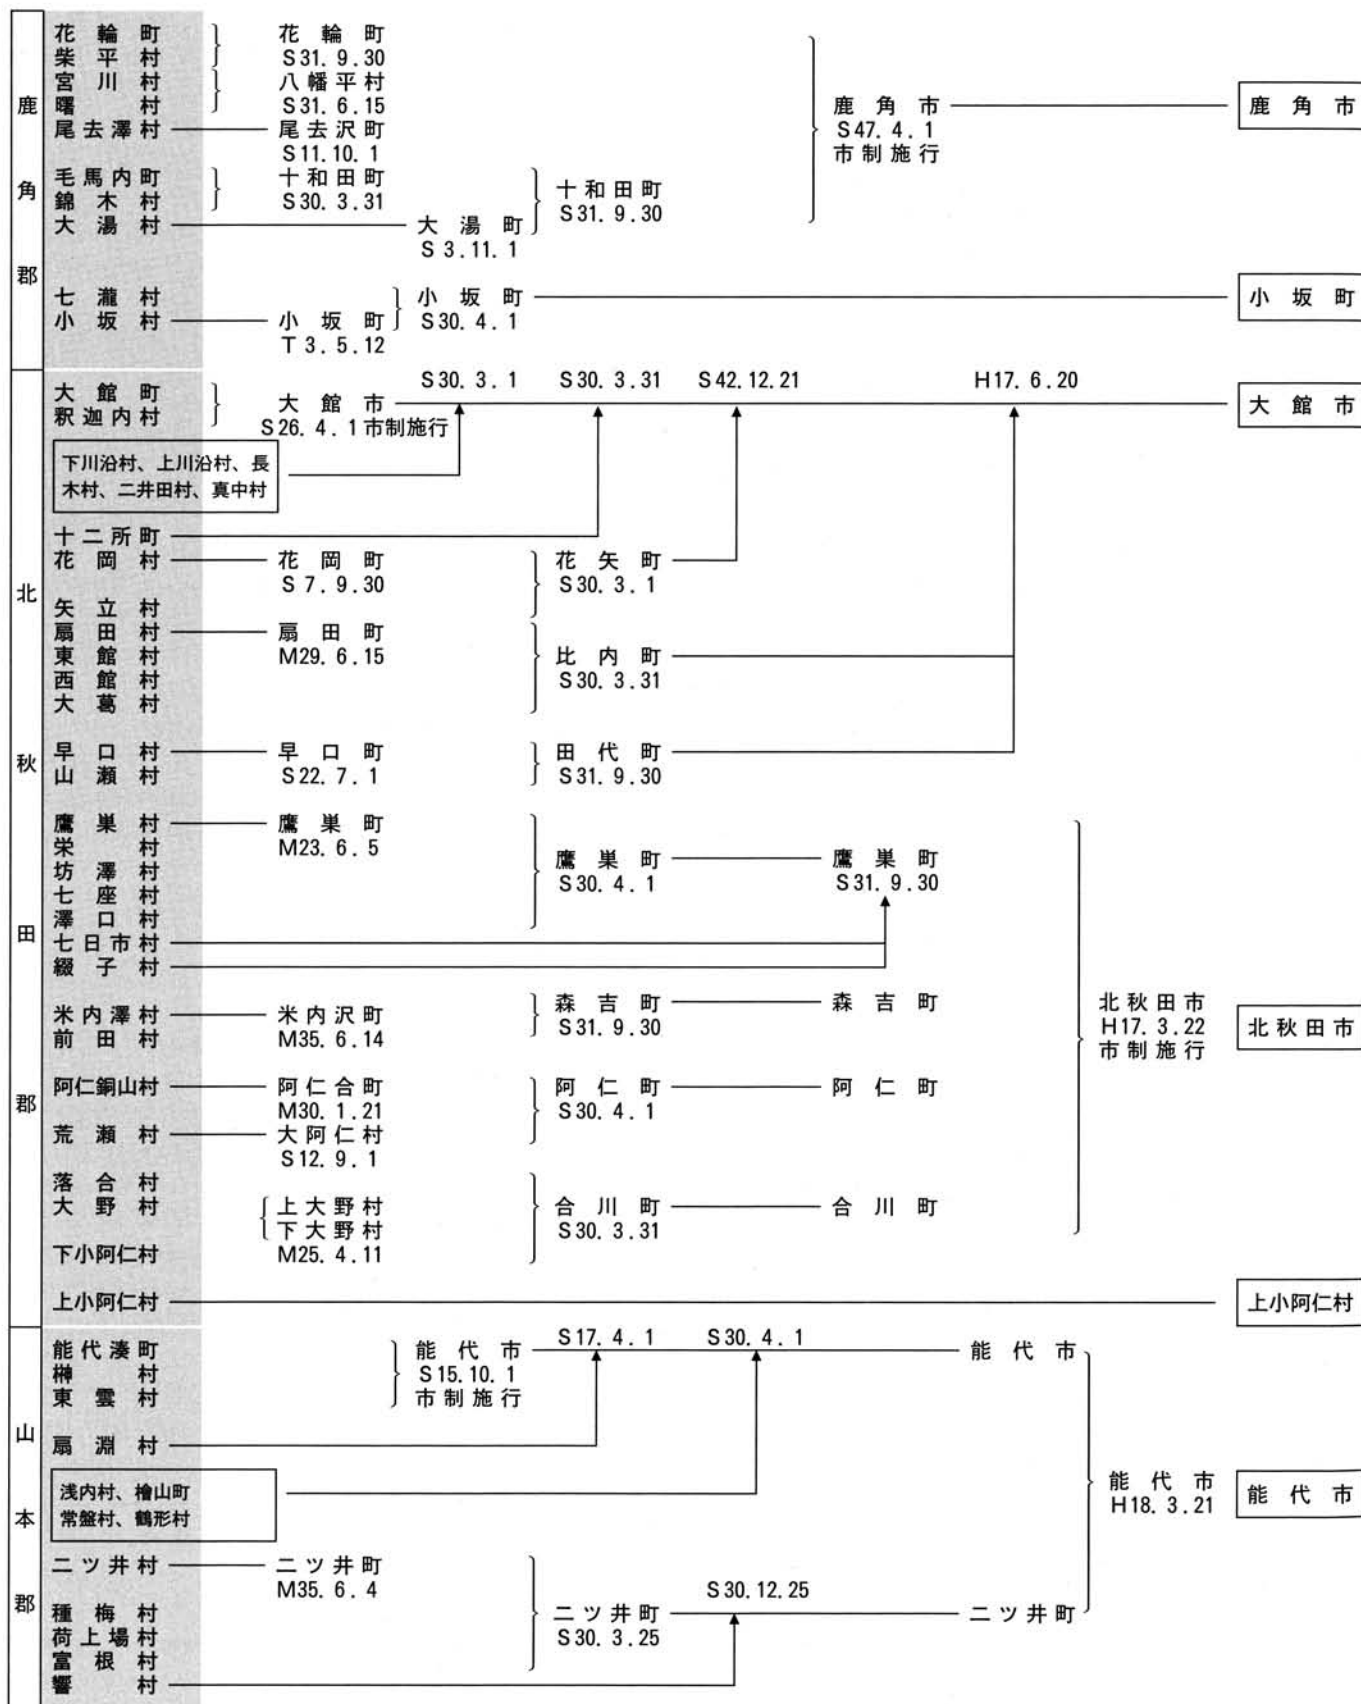 鹿角郡
花輪町
柴平村
宮川村
曙村
尾去澤村
毛馬内町
錦木村
大湯村
七瀧村
小坂村
花輪町
S31.9.30
八幡平村
S31.6.15
尾去沢町
S11.10.1
十和田町
S30.3.31
大湯町
S3.11.1
十和田町
S31.9.30
鹿角市
S47.4.1
市制施行
鹿角市
小坂町
T3.5.12
小坂町
S30.4.1
小坂町
北秋田郡
大館町
釈迦内村
大館市
S26.4.1市制施行
S30.3.1
S30.3.31
S42.12.21
H17.6.20
大館市
下川沿村、上川沿村、長
木村、二井田村、真中村
十二所町
花岡村
矢立村
扇田村
東館村
西館村
大葛村
早口村
山瀬村
花岡町
S7.9.30
花矢町
S30.3.1
扇田町
M29.6.15
比内町
S30.3.31
早口町
S22.7.1
田代町
S31.9.30
鷹巣村
栄村
坊澤村
七座村
澤口村
七日市村
綴子村
鷹巣町
M23.6.5
鷹巣町
S30.4.1
鷹巣町
S31.9.30
米内澤村
前田村
米内沢町
M35.6.14
森吉町
S31.9.30
森吉町
阿仁銅山村
荒瀬村
阿仁合町
M30.1.21
大阿仁村
S12.9.1
阿仁町
S30.4.1
阿仁町
落合村
大野村
下小阿仁村
上大野村
下大野村
M25.4.11
合川町
S30.3.31
合川町
北秋田市
H17.3.22
市制施行
北秋田市
上小阿仁村
上小阿仁村
山本郡
能代湊町
榊村
東雲村
扇淵村
能代市
S15.10.1
市制施行
S17.4.1
S30.4.1
能代市
浅内村、檜山町
常盤村、鶴形村
二ツ井村
種梅村
荷上場村
富根村
響村
二ツ井町
M35.6.4
二ツ井町
S30.3.25
S30.12.25
二ツ井町
能代市
H18.3.21
能代市